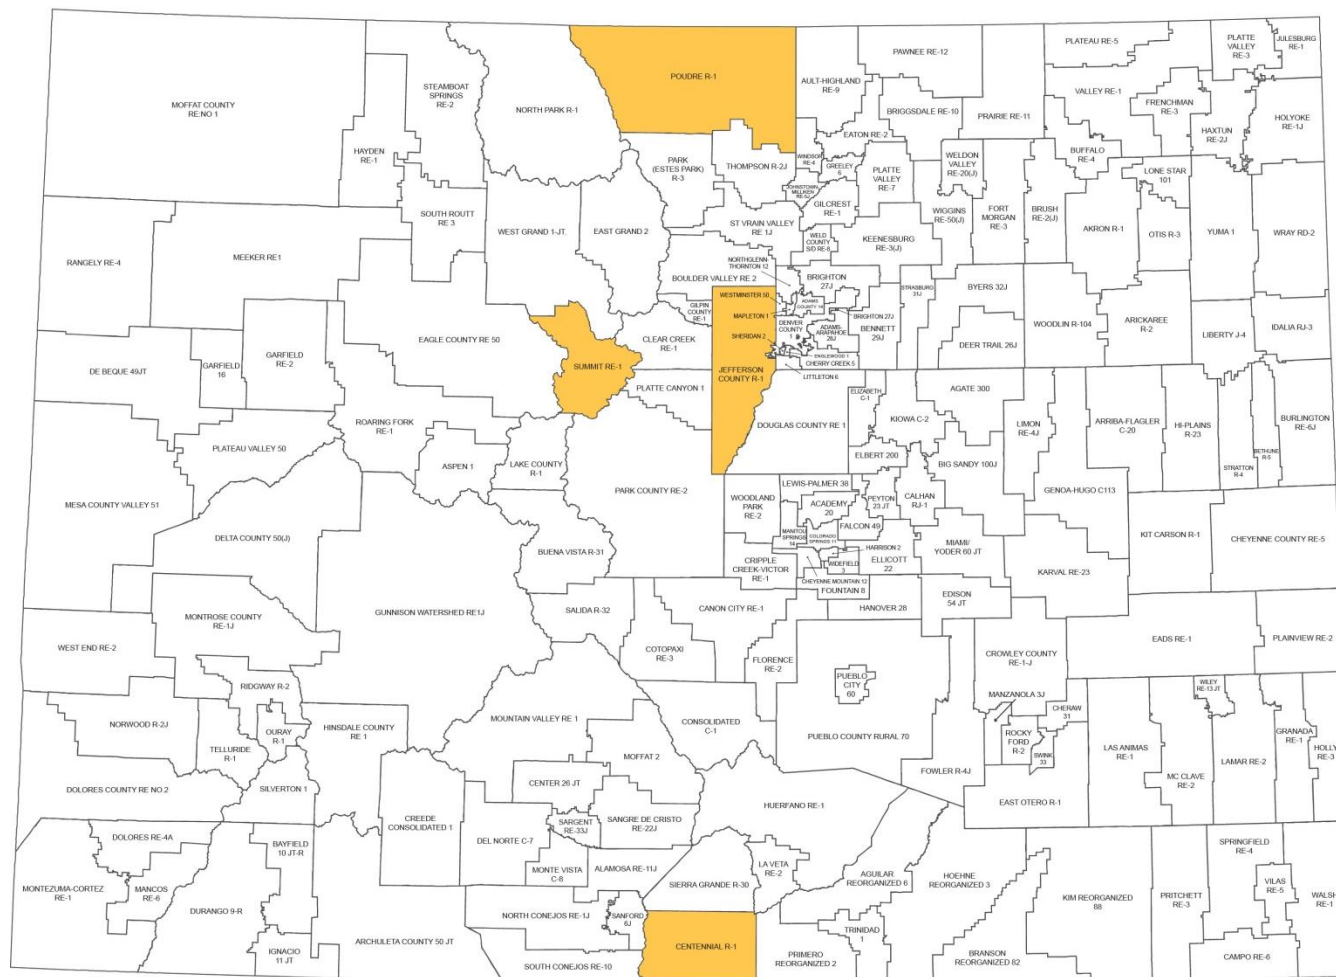 POUDRE R-1
PAWNEE RE-12
PLATEAU RE-5
PLATTE
VALLEY
RE-3
JULESBURG
RE-1
MOFFAT COUNTY
RE:NO 1
STEAMBOAT
SPRINGS
RE-2
NORTH PARK R-1
AULT-HIGHLAND
RE-9
BRIGGSDALE RE-10
PRAIRIE RE-11
VALLEY RE-1
FRENCHMAN
RE-3
HAXTUN
RE-2J
HOLYOKE
RE-1J
HAYDEN
RE-1
EATON RE-2
BUFFALO
RE-4
PARK
(ESTES PARK)
R-3
THOMPSON R-2J
WINDSOR
RE-4
GREELEY
6
PLATTE
VALLEY
RE-7
WELDON
VALLEY
RE-20(J)
LONE STAR
101
JOHNSTOWN-
MILLIKEN
RE-5J
GILCREST
RE-1
SOUTH ROUTT
RE 3
WEST GRAND 1-JT.
EAST GRAND 2
ST VRAIN VALLEY
RE 1J
WIGGINS
RE-50(J)
FORT
MORGAN
RE-3
BRUSH
RE-2(J)
AKRON R-1
OTIS R-3
YUMA 1
WRAY RD-2
WELD
COUNTY
S/D RE-8
KEENESBURG
RE-3(J)
RANGELY RE-4
MEEKER RE1
NORTHGLENN-
THORNTON 12
BOULDER VALLEY RE 2
BRIGHTON
27J
STRASBURG
31J
BYERS 32J
WESTMINSTER 50
ADAMS
COUNTY 14
GILPIN
COUNTY
RE-1
MAPLETON 1
BRIGHTON 27J
WOODLIN R-104
ARICKAREE
R-2
LIBERTY J-4
IDALIA RJ-3
DENVER
COUNTY
1
ADAMS-
ARAPAHOE
28J
BENNETT
29J
SHERIDAN 2
DEER TRAIL 26J
EAGLE COUNTY RE 50
CLEAR CREEK
RE-1
DE BEQUE 49JT
GARFIELD
16
GARFIELD
RE-2
SUMMIT RE-1
ENGLEWOOD 1
CHERRY CREEK 5
JEFFERSON
COUNTY R-1
LITTLETON 6
PLATTE CANYON 1
ELIZABETH
C-1
AGATE 300
ROARING FORK
RE-1
DOUGLAS COUNTY RE 1
KIOWA C-2
LIMON
RE-4J
ARRIBA-FLAGLER
C-20
HI-PLAINS
R-23
BURLINGTON
RE-6J
PLATEAU VALLEY 50
ASPEN 1
LAKE COUNTY
R-1
ELBERT 200
BIG SANDY 100J
BETHUNE
R-5
STRATTON
R-4
MESA COUNTY VALLEY 51
PARK COUNTY RE-2
WOODLAND
PARK
RE-2
LEWIS-PALMER 38
ACADEMY
20
PEYTON
23 JT
CALHAN
RJ-1
GENOA-HUGO C113
DELTA COUNTY 50(J)
BUENA VISTA R-31
MANITOU
SPRINGS
14
COLORADO
SPRINGS 11
FALCON 49
MIAMI/
YODER 60 JT
KIT CARSON R-1
CHEYENNE COUNTY RE-5
HARRISON 2
CRIPPLE
CREEK-VICTOR
RE-1
WIDEFIELD
3
ELLICOTT
22
CHEYENNE MOUNTAIN 12
FOUNTAIN 8
KARVAL RE-23
MONTROSE COUNTY
RE-1J
GUNNISON WATERSHED RE1J
SALIDA R-32
CANON CITY RE-1
HANOVER 28
EDISON
54 JT
WEST END RE-2
COTOPAXI
RE-3
FLORENCE
RE-2
CROWLEY COUNTY
RE-1-J
EADS RE-1
PLAINVIEW RE-2
RIDGWAY R-2
PUEBLO
CITY
60
WILEY
RE-13 JT
MANZANOLA 3J
NORWOOD R-2J
OURAY
R-1
HINSDALE COUNTY
RE 1
MOUNTAIN VALLEY RE 1
CONSOLIDATED
C-1
PUEBLO COUNTY RURAL 70
CHERAW
31
TELLURIDE
R-1
MOFFAT 2
ROCKY
FORD
R-2
SWINK
33
LAS ANIMAS
RE-1
MC CLAVE
RE-2
LAMAR RE-2
GRANADA
RE-1
HOLLY
RE-3
DOLORES COUNTY RE NO.2
SILVERTON 1
CENTER 26 JT
FOWLER R-4J
CREEDE
CONSOLIDATED 1
HUERFANO RE-1
EAST OTERO R-1
DEL NORTE C-7
SARGENT
RE-33J
SANGRE DE CRISTO
RE-22J
DOLORES RE-4A
BAYFIELD
10 JT-R
SPRINGFIELD
RE-4
MONTE VISTA
C-8
ALAMOSA RE-11J
LA VETA
RE-2
MONTEZUMA-CORTEZ
RE-1
MANCOS
RE-6
SIERRA GRANDE R-30
AGUILAR
REORGANIZED 6
HOEHNE
REORGANIZED 3
KIM REORGANIZED
88
PRITCHETT
RE-3
VILAS
RE-5
WALSH
RE-1
DURANGO 9-R
NORTH CONEJOS RE-1J
SANFORD
6J
IGNACIO
11 JT
ARCHULETA COUNTY 50 JT
CENTENNIAL R-1
TRINIDAD
1
PRIMERO
REORGANIZED 2
BRANSON
REORGANIZED 82
CAMPO RE-6
SOUTH CONEJOS RE-10